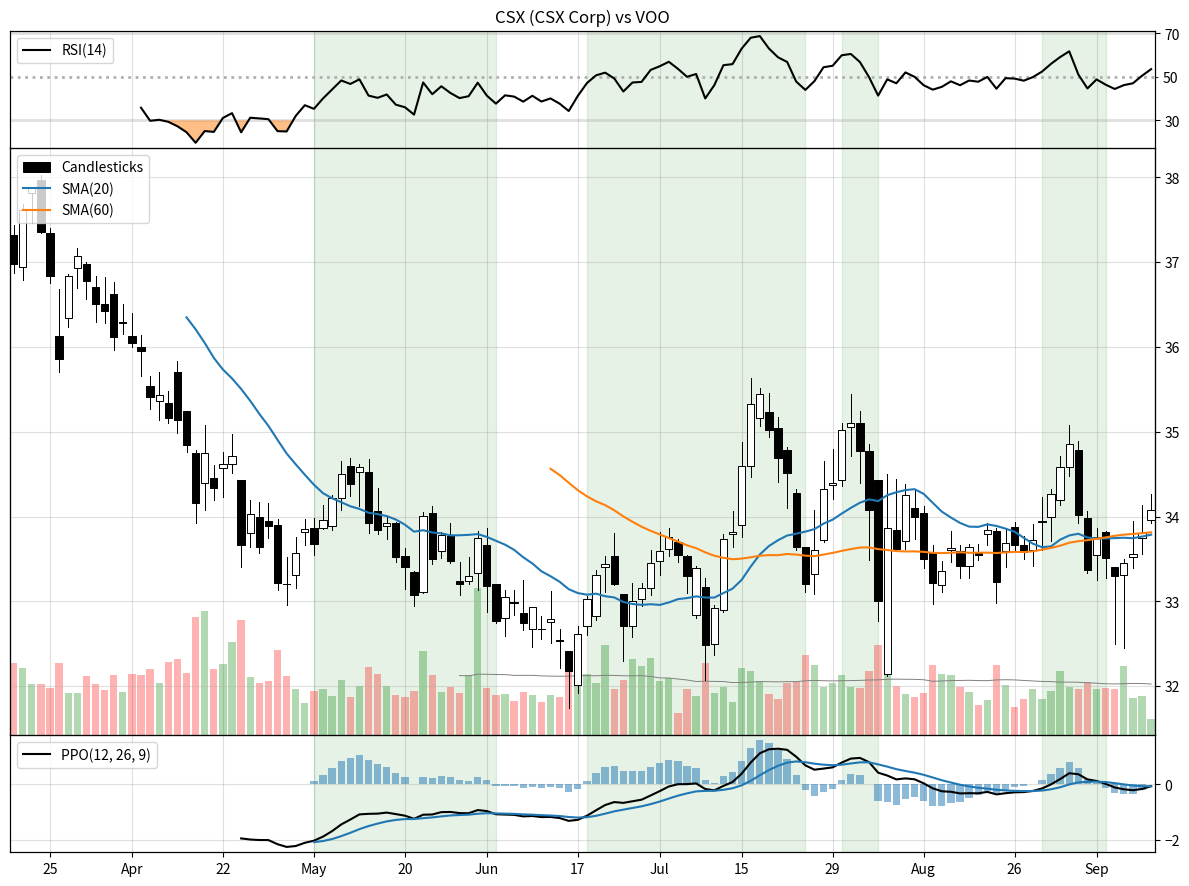 CSX (CSX Corp) vs VOO
RSI(14)
70
50
30
Candlesticks
SMA(20)
SMA(60)
38
37
36
35
34
33
32
PPO(12, 26, 9)
0
−2
25 Apr 22 May 20 Jun 17 Jul 15 29 Aug 26 Sep